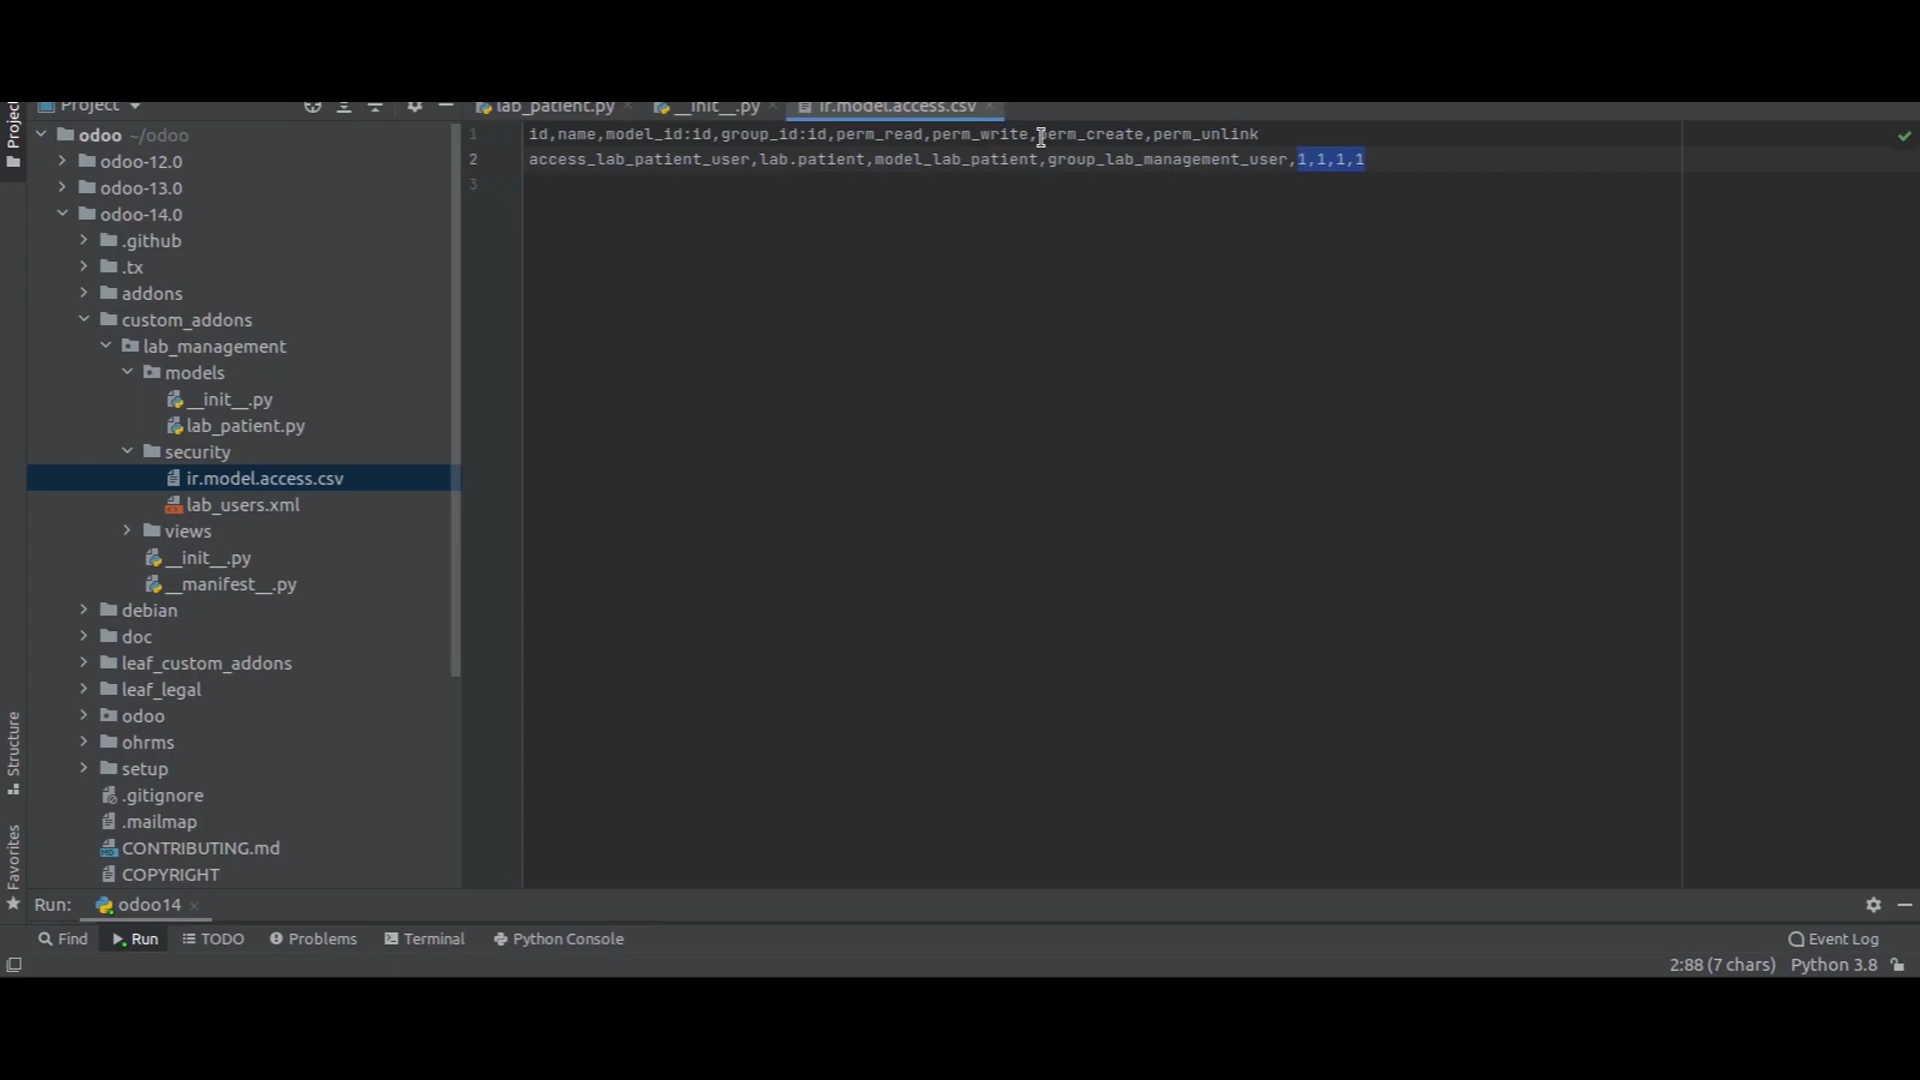 Project
lab_patient.py
__init__.py
ir.model.access.csv
Project
odoo ~/odoo
odoo-12.0
odoo-13.0
odoo-14.0
.github
.tx
addons
custom_addons
lab_management
models
__init__.py
lab_patient.py
security
ir.model.access.csv
lab_users.xml
views
__init__.py
__manifest__.py
debian
doc
leaf_custom_addons
leaf_legal
odoo
ohrms
setup
.gitignore
.mailmap
CONTRIBUTING.md
COPYRIGHT
1 id,name,model_id:id,group_id:id,perm_read,perm_write,perm_create,perm_unlink
2 access_lab_patient_user,lab.patient,model_lab_patient,group_lab_management_user,1,1,1,1
3
Structure
Favorites
Run: odoo14
Find Run TODO Problems Terminal Python Console Event Log
2:88 (7 chars) Python 3.8